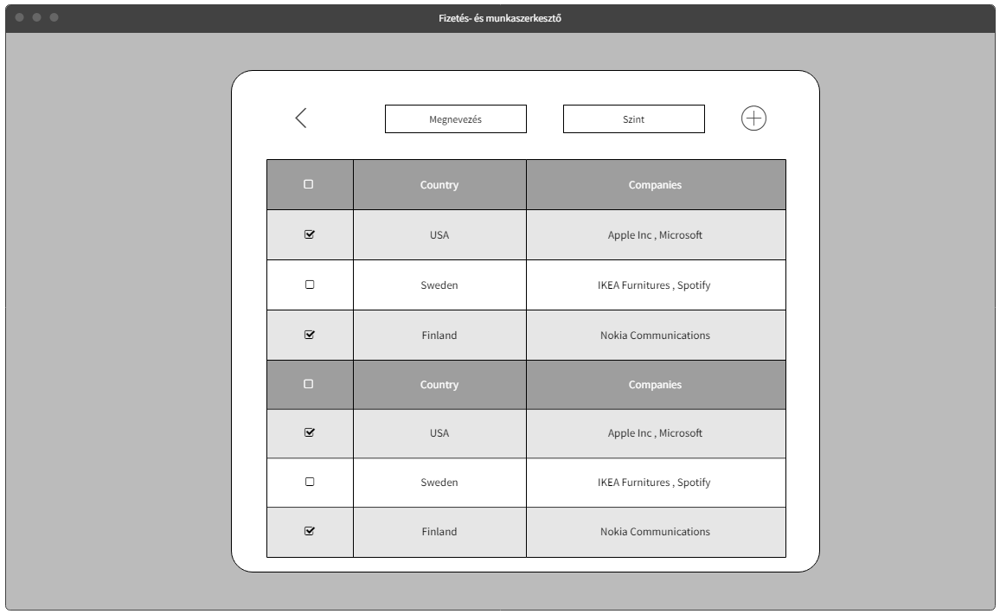 Fizetés- és munkaszerkesztő
Megnevezés Szint
Country Companies
USA Apple Inc , Microsoft
Sweden IKEA Furnitures , Spotify
Finland Nokia Communications
Country Companies
USA Apple Inc , Microsoft
Sweden IKEA Furnitures , Spotify
Finland Nokia Communications